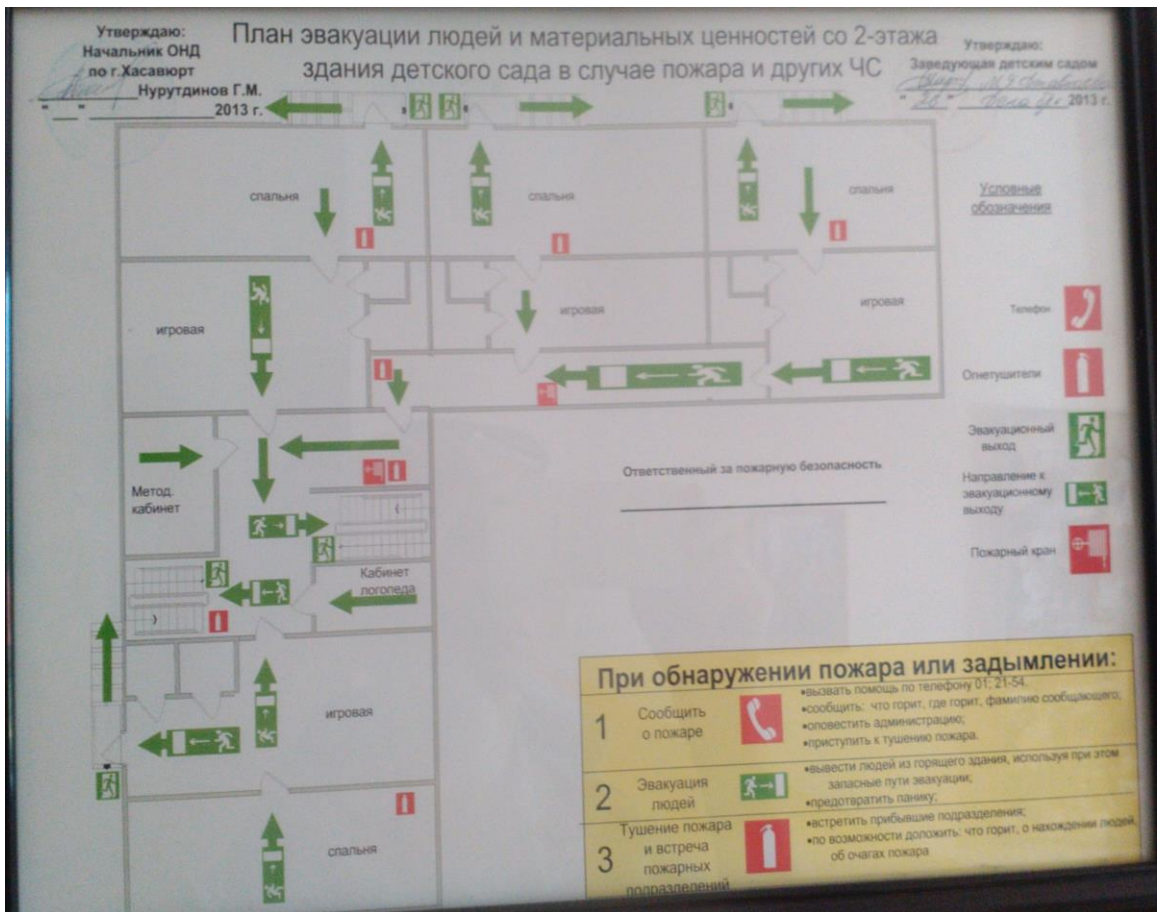 Утверждаю:
Начальник ОНД
по г.Хасавюрт
Нурутдинов Г.М.
"___"__________2013 г.
План эвакуации людей и материальных ценностей со 2-этажа
здания детского сада в случае пожара и других ЧС
Утверждаю:
Заведующая детским садом
2013 г.
спальня
спальня
спальня
игровая
игровая
игровая
Метод.
кабинет
Кабинет
логопеда
игровая
спальня
Ответственный за пожарную безопасность
Условные
обозначения
Телефон
Огнетушители
Эвакуационный
выход
Направление к
эвакуационному
выходу
Пожарный кран
При обнаружении пожара или задымлении:
1
Сообщить
о пожаре
•вызвать помощь по телефону 01; 21-54.
•сообщить: что горит, где горит, фамилию сообщающего;
•оповестить администрацию;
•приступить к тушению пожара.
2
Эвакуация
людей
•вывести людей из горящего здания, используя при этом
запасные пути эвакуации;
•предотвратить панику;
3
Тушение пожара
и встреча
пожарных
подразделений
•встретить прибывшие подразделения;
•по возможности доложить: что горит, о нахождении людей,
об очагах пожара